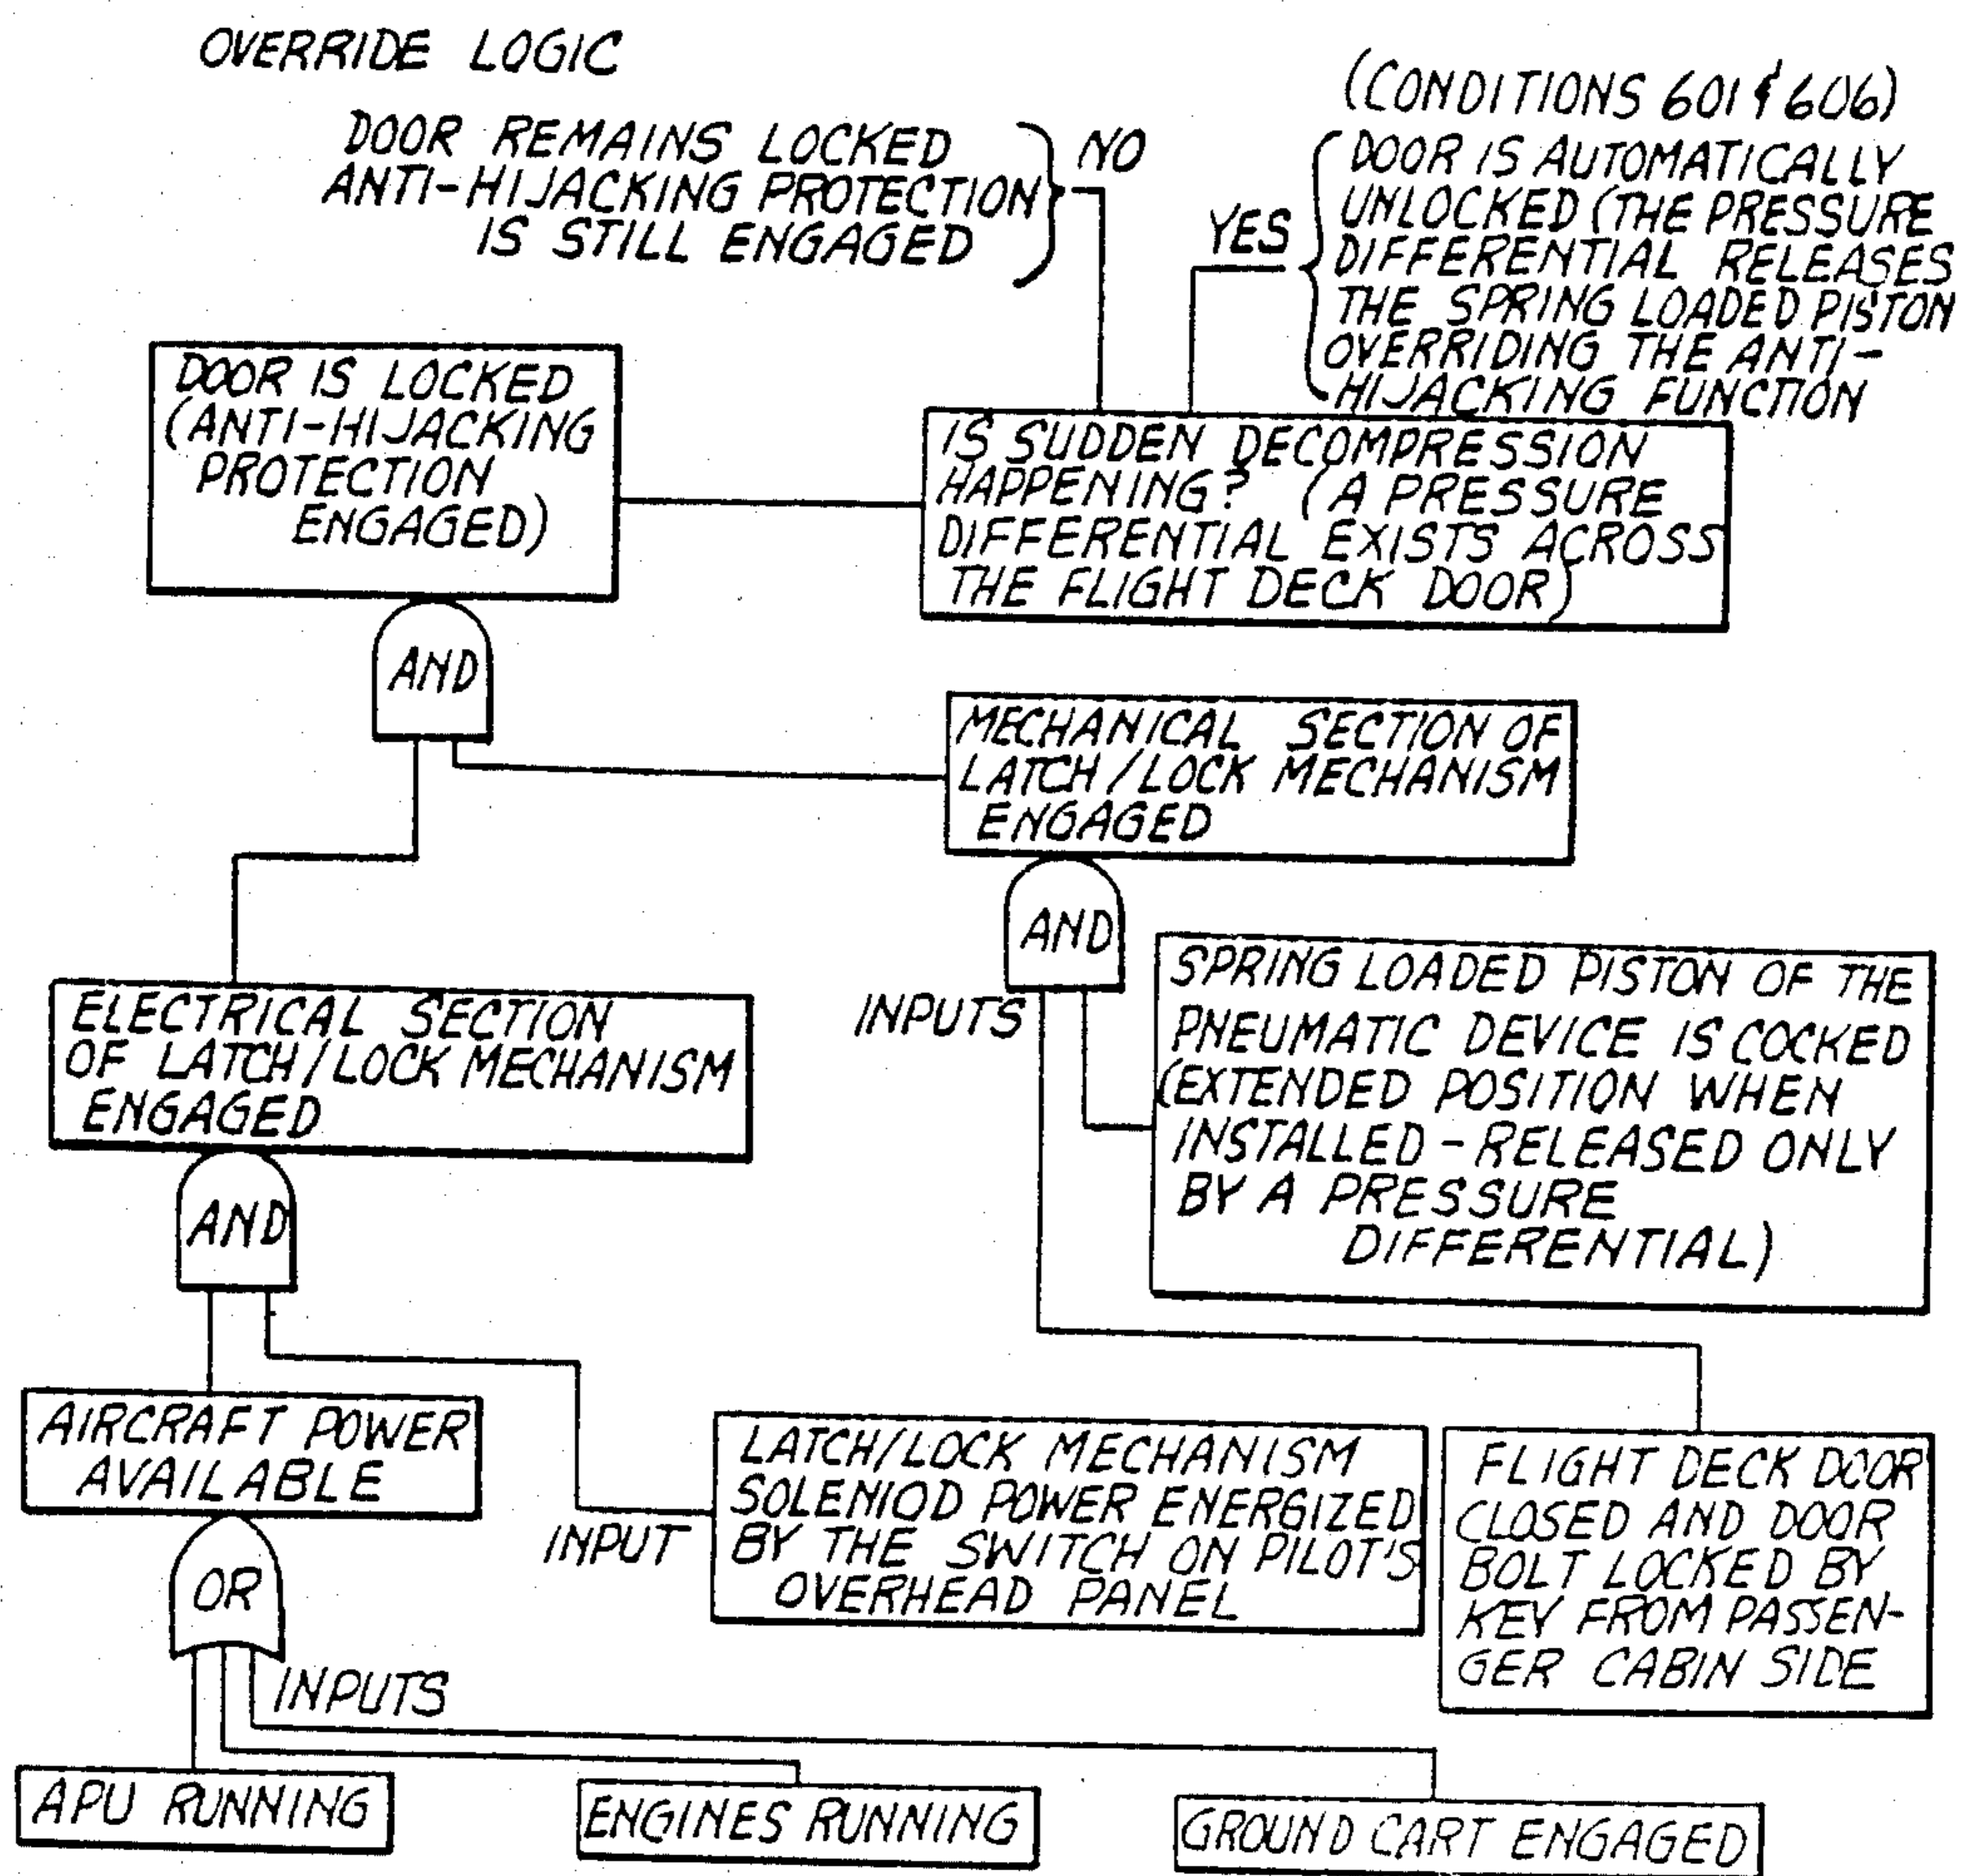 OVERRIDE LOGIC
DOOR REMAINS LOCKED
ANTI-HIJACKING PROTECTION
IS STILL ENGAGED
NO
(CONDITIONS 601 & 606)
YES
DOOR IS AUTOMATICALLY
UNLOCKED (THE PRESSURE
DIFFERENTIAL RELEASES
THE SPRING LOADED PISTON
OVERRIDING THE ANTI-
HIJACKING FUNCTION
DOOR IS LOCKED
(ANTI-HIJACKING
PROTECTION
ENGAGED)
IS SUDDEN DECOMPRESSION
HAPPENING? (A PRESSURE
DIFFERENTIAL EXISTS ACROSS
THE FLIGHT DECK DOOR)
AND
MECHANICAL SECTION OF
LATCH/LOCK MECHANISM
ENGAGED
AND
INPUTS
SPRING LOADED PISTON OF THE
PNEUMATIC DEVICE IS COCKED
(EXTENDED POSITION WHEN
INSTALLED - RELEASED ONLY
BY A PRESSURE
DIFFERENTIAL)
ELECTRICAL SECTION
OF LATCH/LOCK MECHANISM
ENGAGED
AND
AIRCRAFT POWER
AVAILABLE
INPUT
LATCH/LOCK MECHANISM
SOLENIOD POWER ENERGIZED
BY THE SWITCH ON PILOT'S
OVERHEAD PANEL
FLIGHT DECK DOOR
CLOSED AND DOOR
BOLT LOCKED BY
KEY FROM PASSEN-
GER CABIN SIDE
OR
INPUTS
APU RUNNING
ENGINES RUNNING
GROUND CART ENGAGED